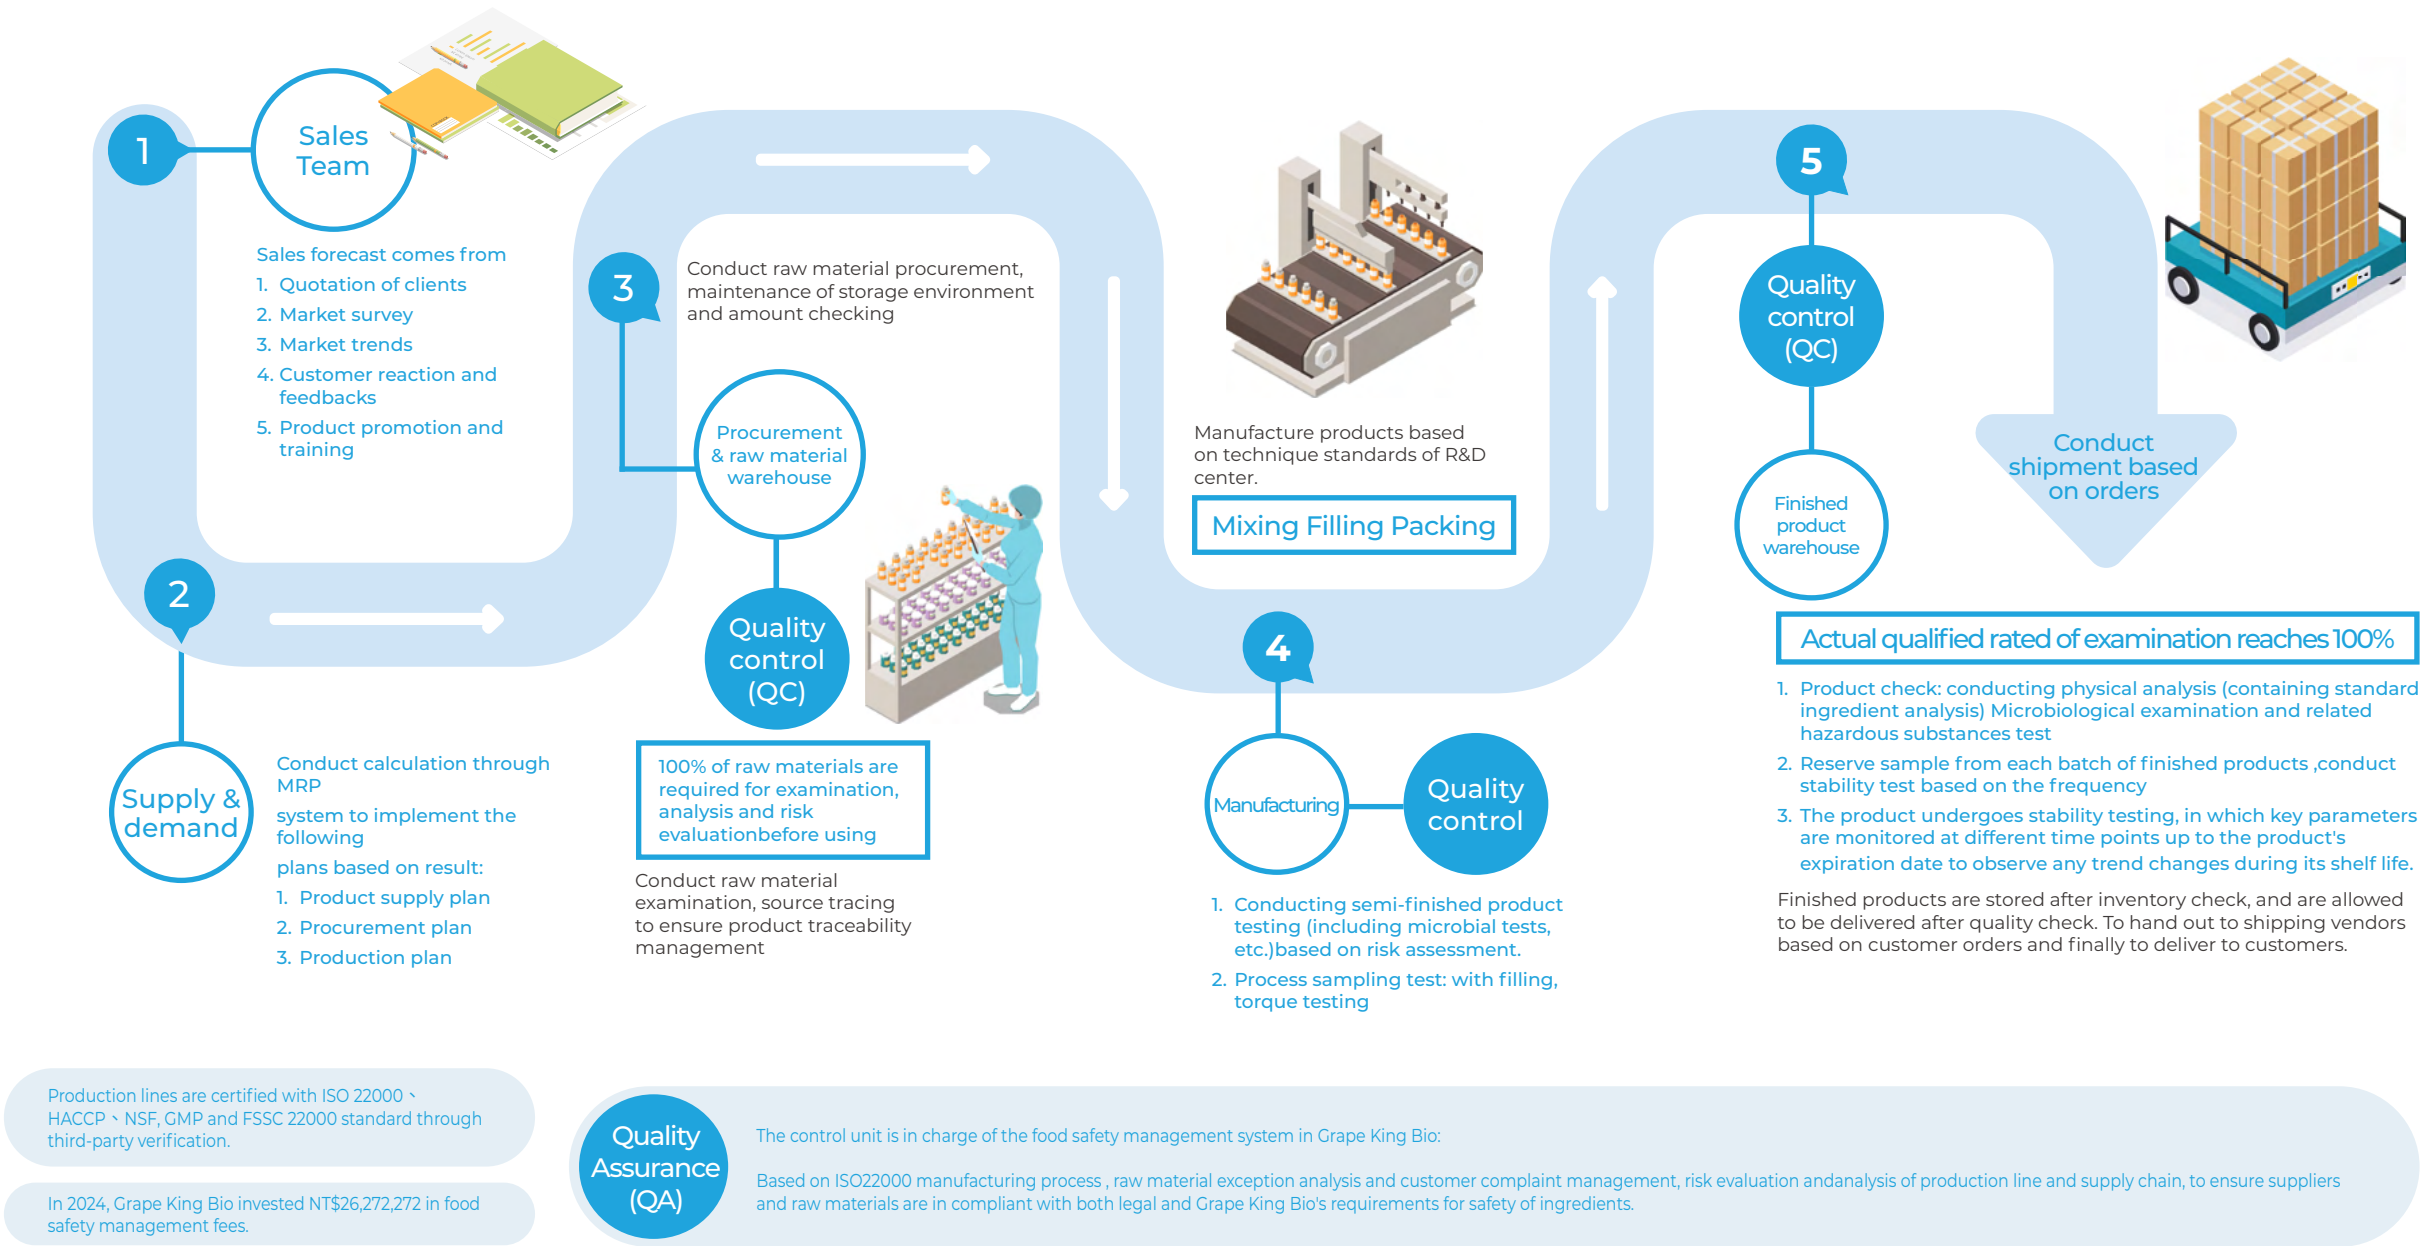 1
Sales
Team
Sales forecast comes from
1. Quotation of clients
2. Market survey
3. Market trends
4. Customer reaction and
feedbacks
5. Product promotion and
training
2
Supply &
demand
Conduct calculation through
MRP
system to implement the
following
plans based on result:
1. Product supply plan
2. Procurement plan
3. Production plan
3
Conduct raw material procurement,
maintenance of storage environment
and amount checking
Procurement
& raw material
warehouse
Quality
control
(QC)
100% of raw materials are
required for examination,
analysis and risk
evaluationbefore using
Conduct raw material
examination, source tracing
to ensure product traceability
management
Manufacture products based
on technique standards of R&D
center.
Mixing Filling Packing
4
Manufacturing
Quality
control
1. Conducting semi-finished product
testing (including microbial tests,
etc.)based on risk assessment.
2. Process sampling test: with filling,
torque testing
5
Quality
control
(QC)
Finished
product
warehouse
Conduct
shipment based
on orders
Actual qualified rated of examination reaches 100%
1. Product check: conducting physical analysis (containing standard
ingredient analysis) Microbiological examination and related
hazardous substances test
2. Reserve sample from each batch of finished products ,conduct
stability test based on the frequency
3. The product undergoes stability testing, in which key parameters
are monitored at different time points up to the product's
expiration date to observe any trend changes during its shelf life.
Finished products are stored after inventory check, and are allowed
to be delivered after quality check. To hand out to shipping vendors
based on customer orders and finally to deliver to customers.
Production lines are certified with ISO 22000、
HACCP、NSF, GMP and FSSC 22000 standard through
third-party verification.
In 2024, Grape King Bio invested NT$26,272,272 in food
safety management fees.
Quality
Assurance
(QA)
The control unit is in charge of the food safety management system in Grape King Bio:
Based on ISO22000 manufacturing process , raw material exception analysis and customer complaint management, risk evaluation andanalysis of production line and supply chain, to ensure suppliers
and raw materials are in compliant with both legal and Grape King Bio's requirements for safety of ingredients.